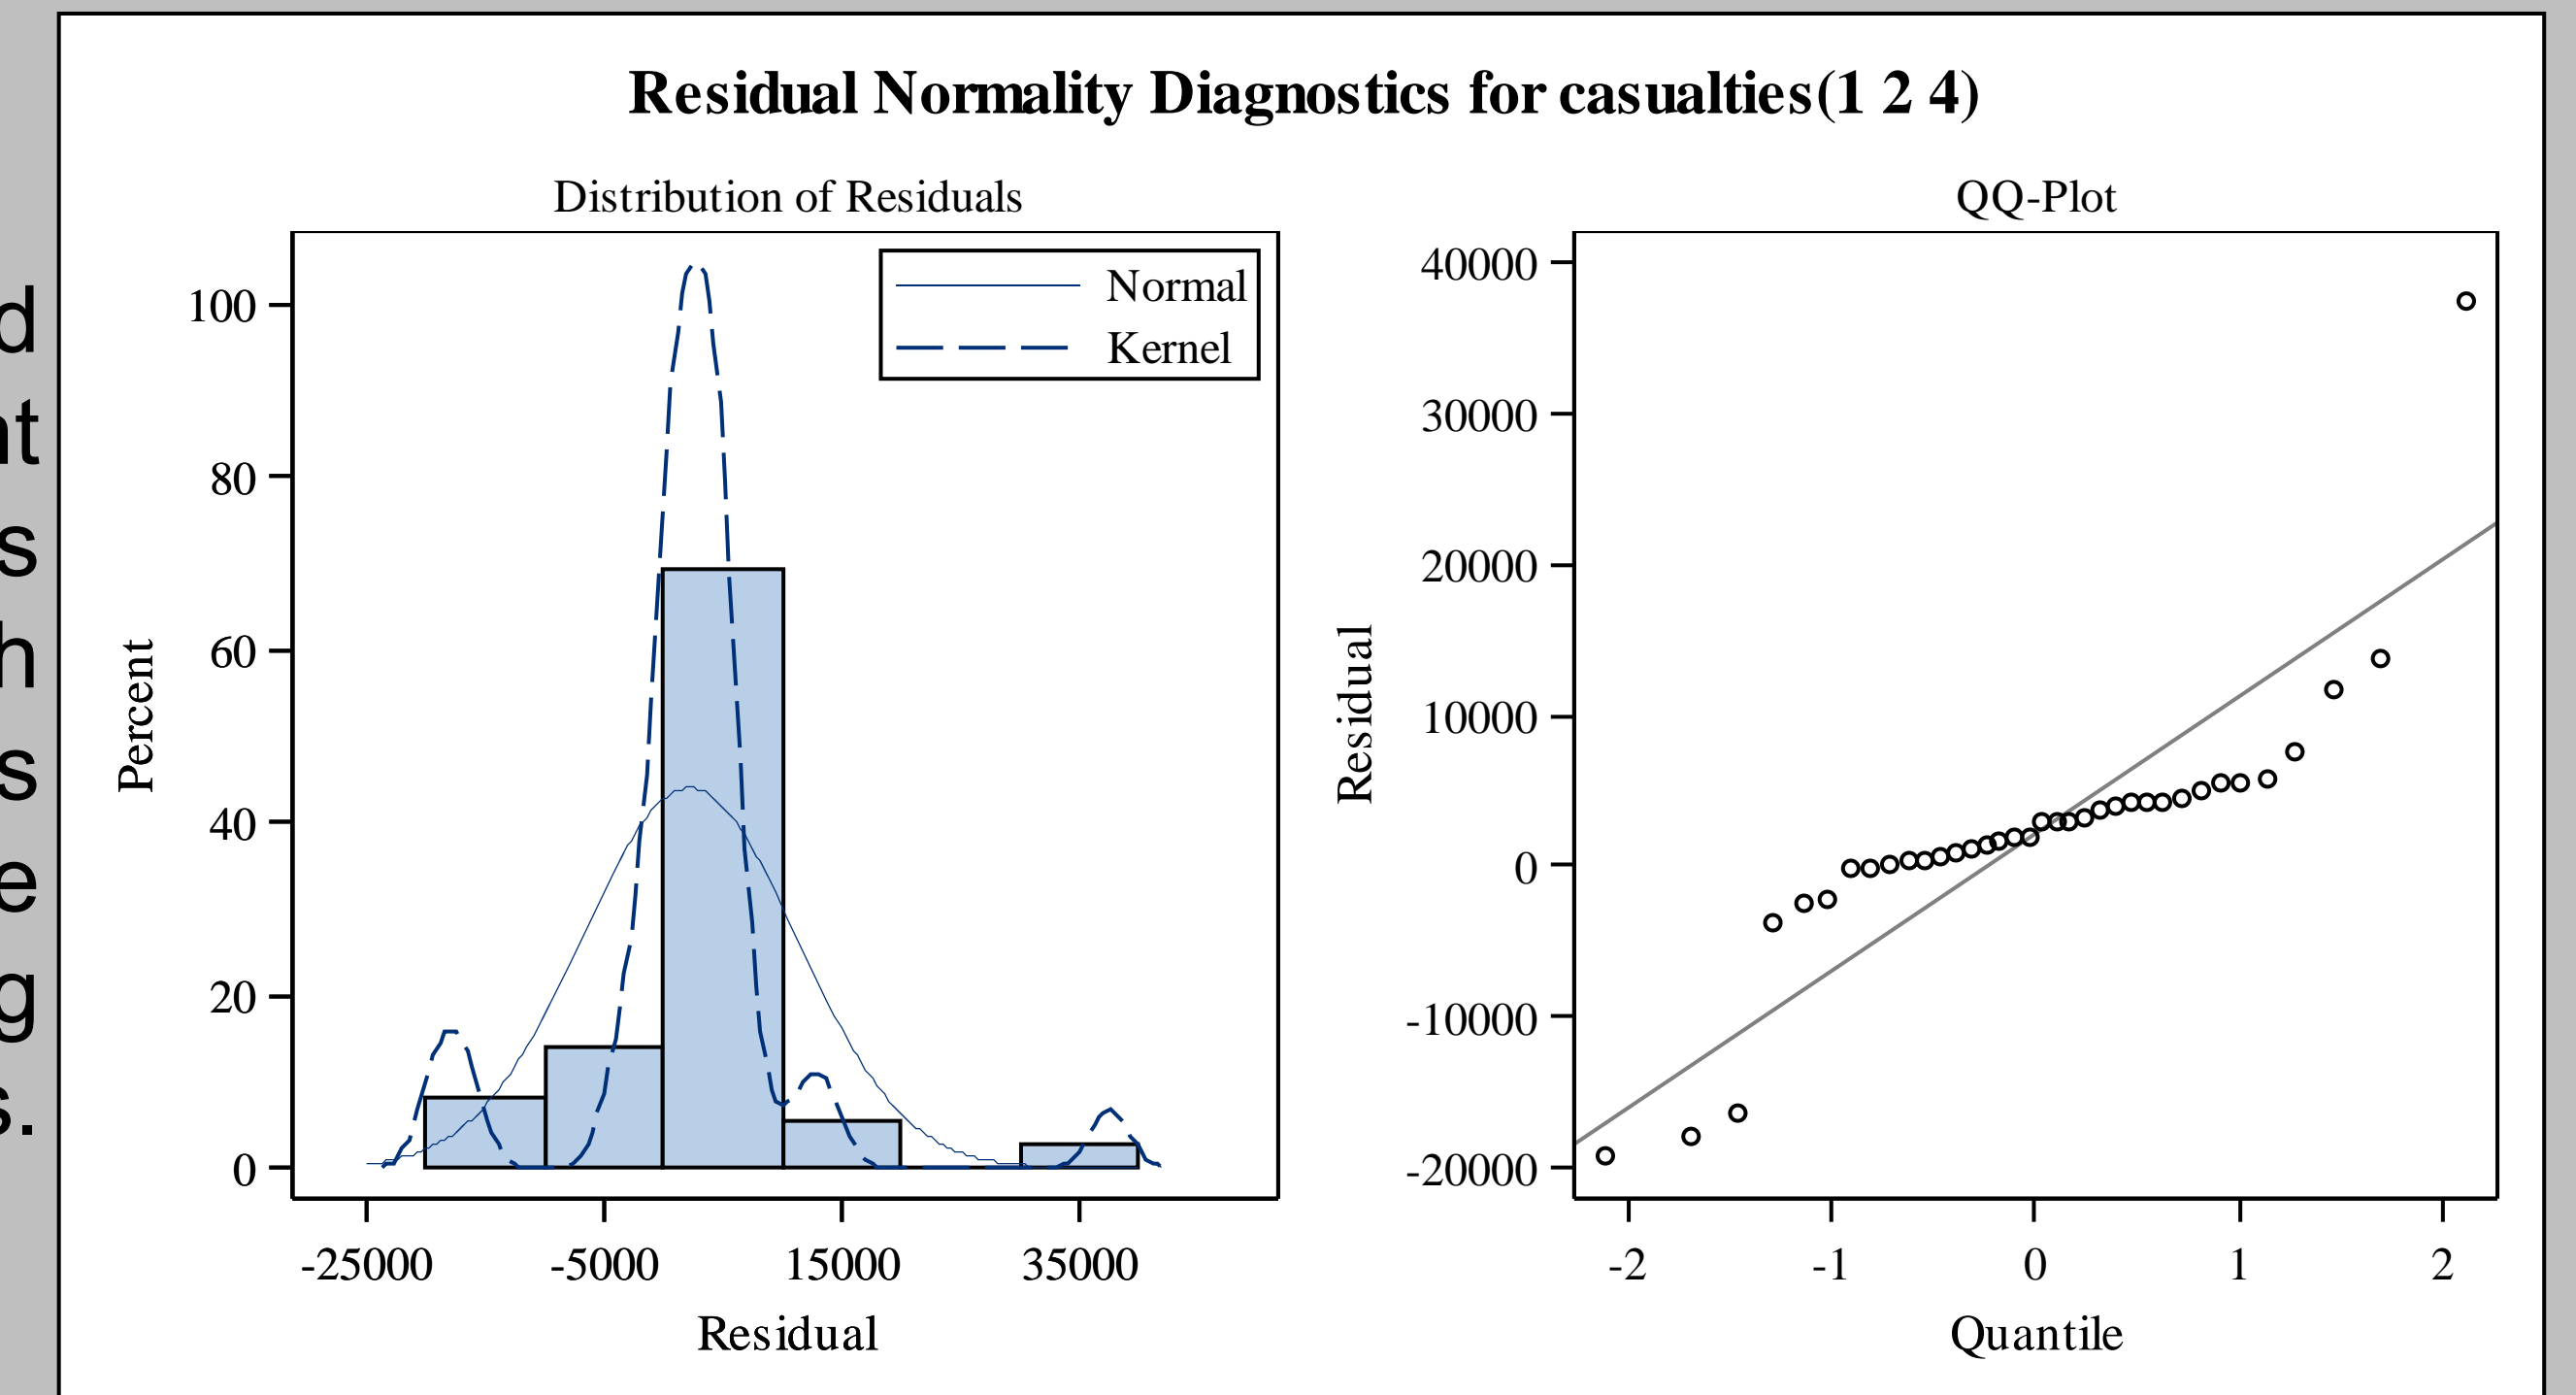 Residual Normality Diagnostics for casualties(1 2 4)
Distribution of Residuals
Normal
Kernel
Percent
100
80
60
40
20
0
-25000 -5000 15000 35000
Residual
QQ-Plot
Residual
40000
30000
20000
10000
0
-10000
-20000
-2 -1 0 1 2
Quantile
d
nt
s
h
s
e
g
s.